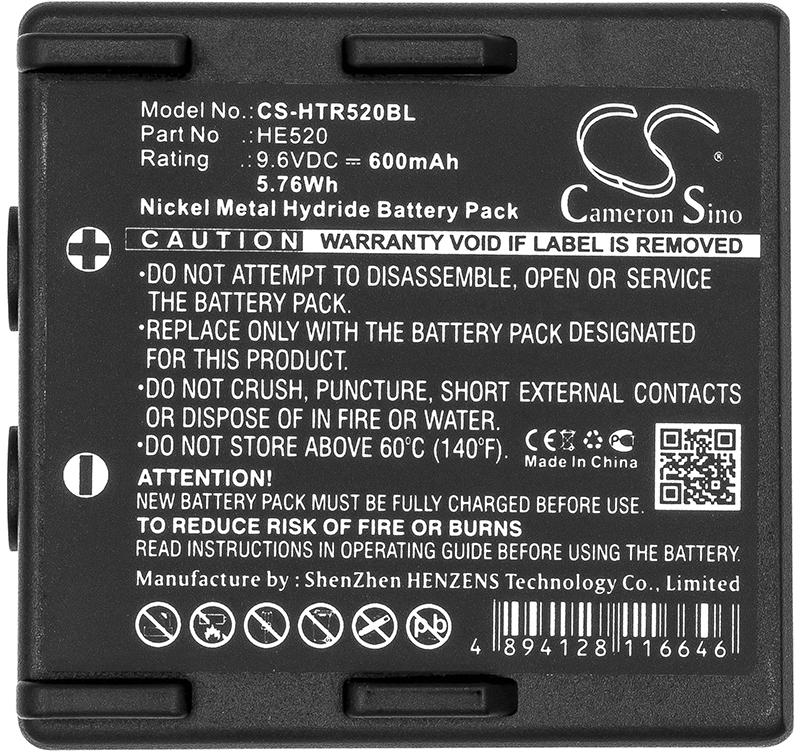 Model No.: CS-HTR520BL
Part No .: HE520
Rating .: 9.6VDC ⎓ 600mAh
5.76Wh
Nickel Metal Hydride Battery Pack
CS
®
Cameron Sino
CAUTION WARRANTY VOID IF LABEL IS REMOVED
•DO NOT ATTEMPT TO DISASSEMBLE, OPEN OR SERVICE
THE BATTERY PACK.
•REPLACE ONLY WITH THE BATTERY PACK DESIGNATED
FOR THIS PRODUCT.
•DO NOT CRUSH, PUNCTURE, SHORT EXTERNAL CONTACTS
OR DISPOSE OF IN FIRE OR WATER.
•DO NOT STORE ABOVE 60°C (140°F).
CE
Made In China
ATTENTION!
NEW BATTERY PACK MUST BE FULLY CHARGED BEFORE USE.
TO REDUCE RISK OF FIRE OR BURNS
READ INSTRUCTIONS IN OPERATING GUIDE BEFORE USING THE BATTERY.
Manufacture by : ShenZhen HENZENS Technology Co., Limited
pb
4 894128 116646